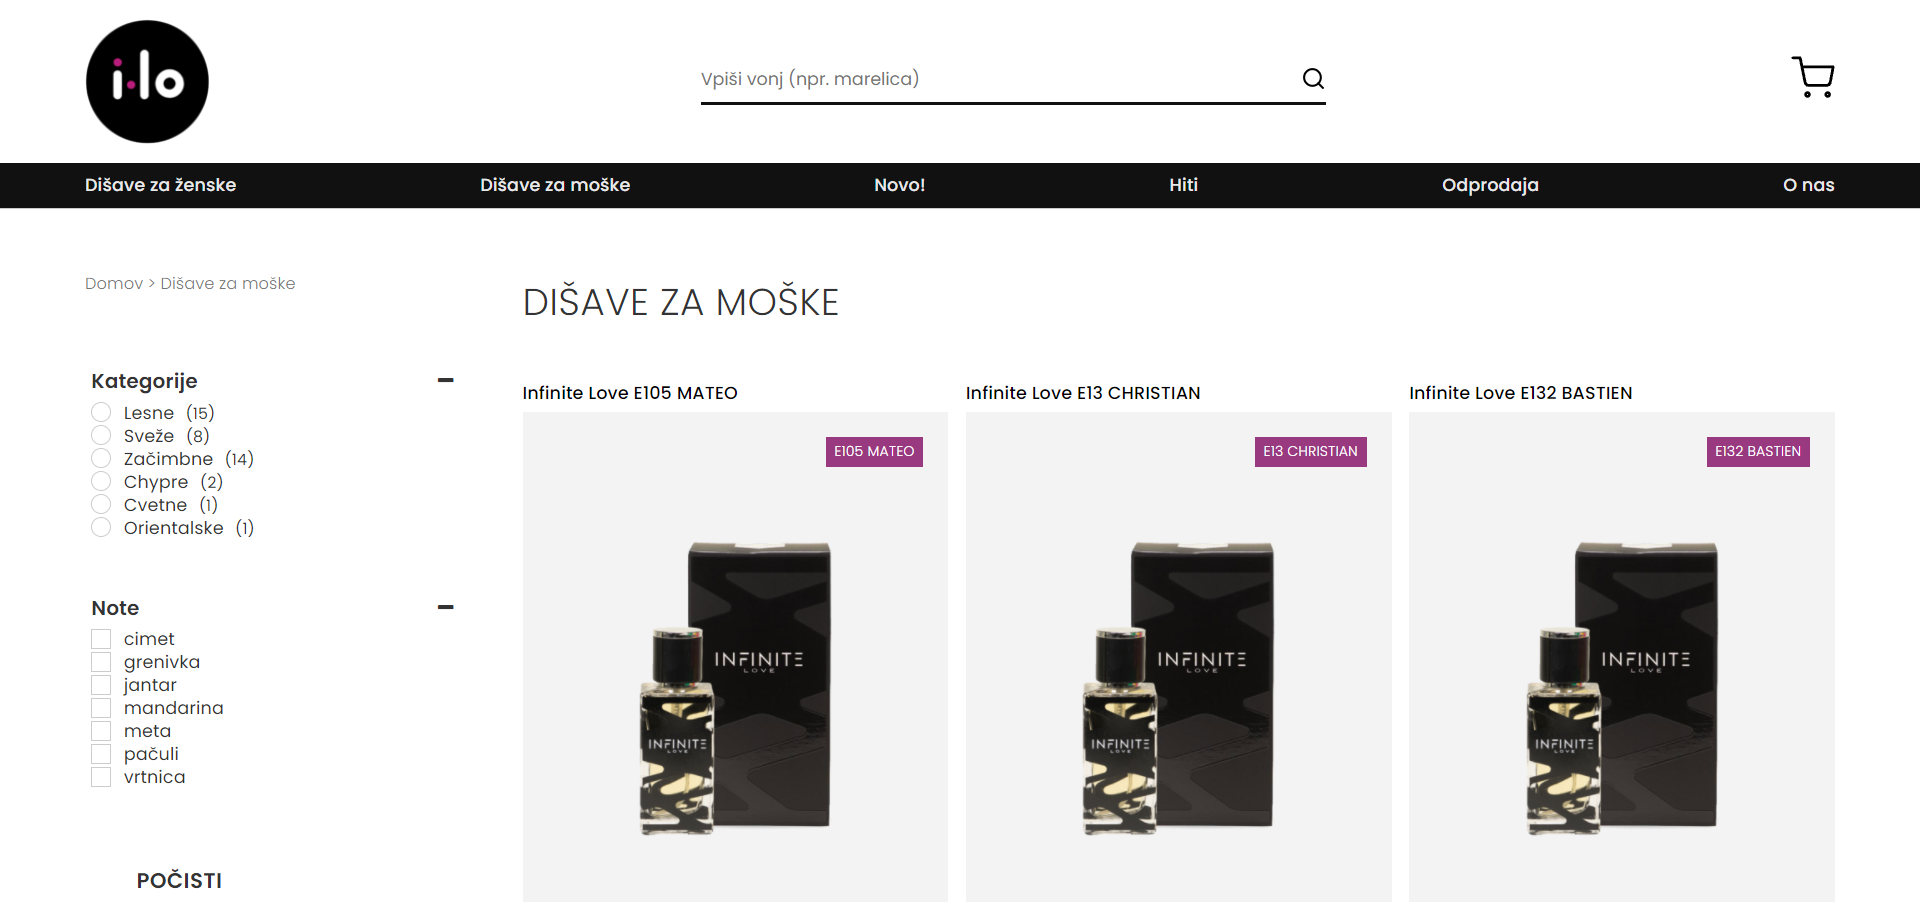 i·lo
Vpiši vonj (npr. marelica)
Dišave za ženske
Dišave za moške
Novo!
Hiti
Odprodaja
O nas
Domov > Dišave za moške
DIŠAVE ZA MOŠKE
Kategorije
Lesne (15)
Sveže (8)
Začimbne (14)
Chypre (2)
Cvetne (1)
Orientalske (1)
Note
cimet
grenivka
jantar
mandarina
meta
pačuli
vrtnica
POČISTI
Infinite Love E105 MATEO
E105 MATEO
INFINITE
LOVE
INFINITE
LOVE
Infinite Love E13 CHRISTIAN
E13 CHRISTIAN
INFINITE
LOVE
INFINITE
LOVE
Infinite Love E132 BASTIEN
E132 BASTIEN
INFINITE
LOVE
INFINITE
LOVE